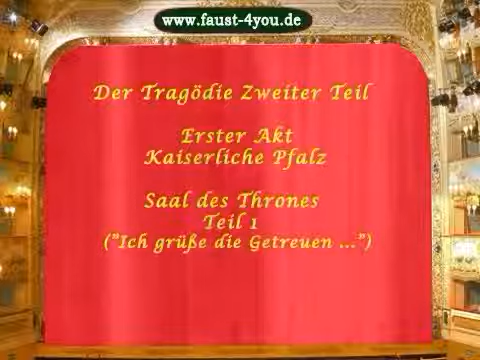 www.faust-4you.de
Der Tragödie Zweiter Teil
Erster Akt
Kaiserliche Pfalz
Saal des Thrones
Teil 1
("Ich grüße die Getreuen ...")